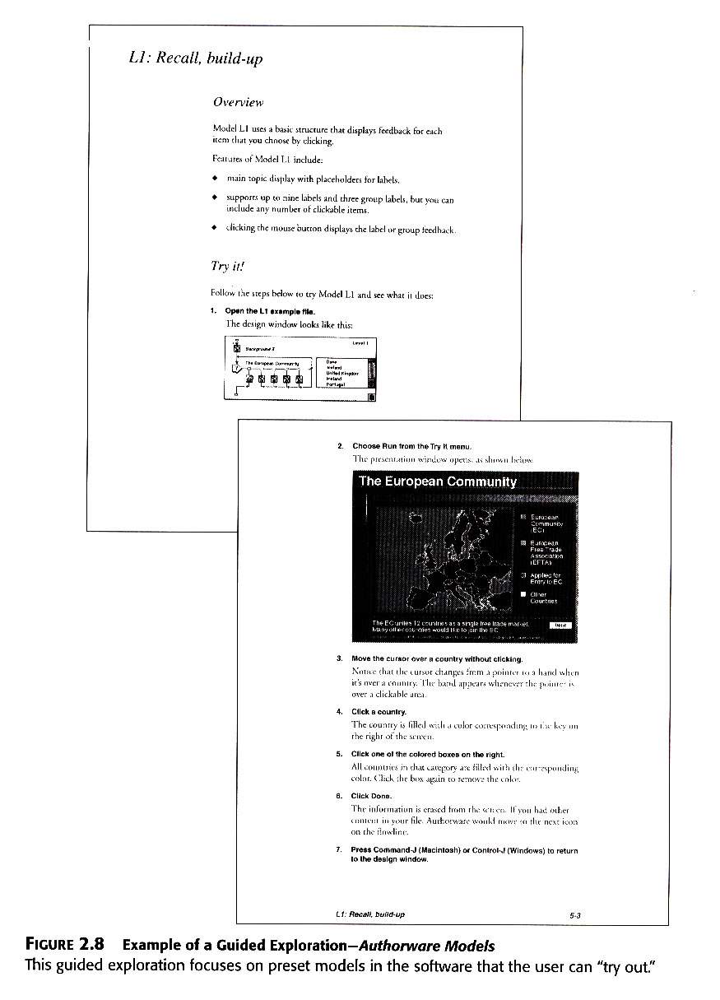 L1: Recall, build-up
Overview
Model L1 uses a basic structure that displays feedback for each
item that you choose by clicking.
Features of Model L1 include:
◆ main topic display with placeholders for labels.
◆ supports up to nine labels and three group labels, but you can
include any number of clickable items.
◆ clicking the mouse button displays the label or group feedback.
Try it!
Follow the steps below to try Model L1 and see what it does:
1. Open the L1 example file.
The design window looks like this:
Level 1
Background
The European Community
Done
Iceland
United Kingdom
Ireland
Portugal
2. Choose Run from the Try It menu.
The presentation window opens, as shown below.
The European Community
European
Community
(EC)
European
Free Trade
Association
(EFTA)
Applied for
Entry to EC
Other
Countries
The EC unites 12 countries as a single free trade market.
Many other countries would like to join the EC.
Done
3. Move the cursor over a country without clicking.
Notice that the cursor changes from a pointer to a hand when
it's over a country. The hand appears whenever the pointer is
over a clickable area.
4. Click a country.
The country is filled with a color corresponding to the key on
the right of the screen.
5. Click one of the colored boxes on the right.
All countries in that category are filled with the corresponding
color. Click the box again to remove the color.
6. Click Done.
The information is erased from the screen. If you had other
content in your file, Authorware would move to the next icon
on the flowline.
7. Press Command-J (Macintosh) or Control-J (Windows) to return
to the design window.
L1: Recall, build-up 5-3
FIGURE 2.8 Example of a Guided Exploration—Authorware Models
This guided exploration focuses on preset models in the software that the user can "try out."